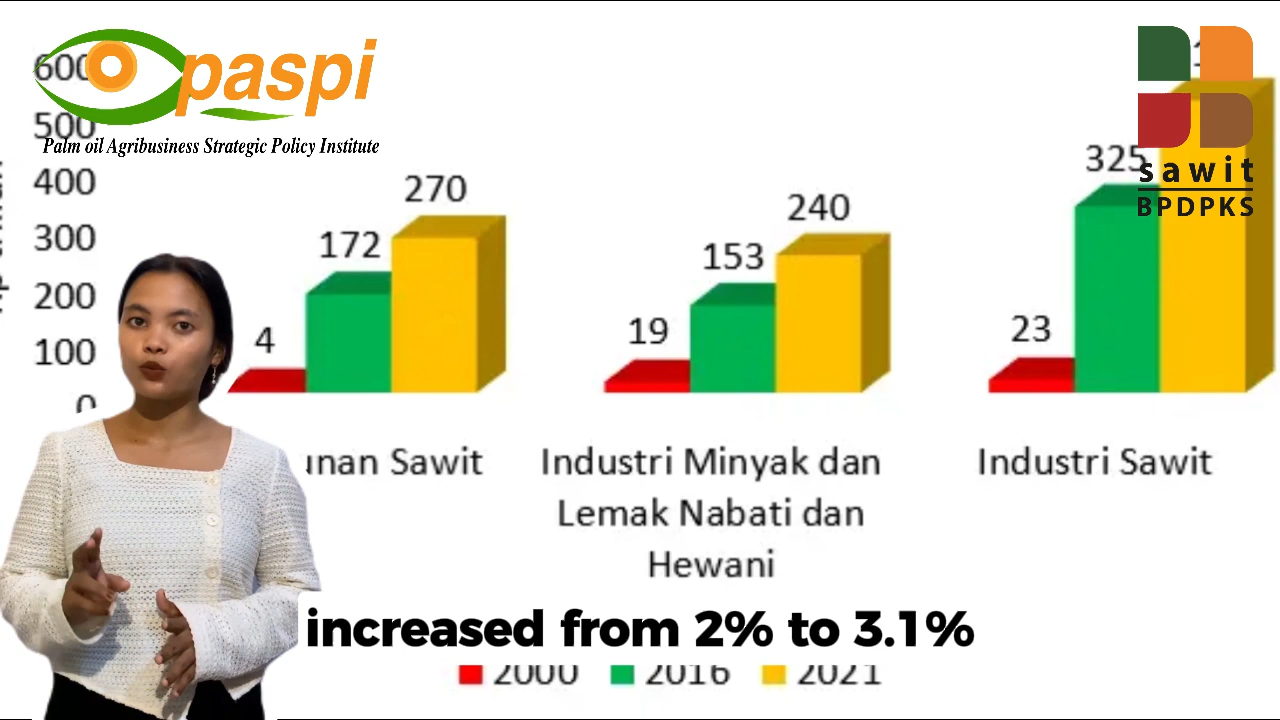 600
500
400
300
200
100
0
paspi
Palm oil Agribusiness Strategic Policy Institute
sawit
BPDPKS
4
172
270
19
153
240
23
325
Sawit
Industri Minyak dan
Lemak Nabati dan
Hewani
Industri Sawit
increased from 2% to 3.1%
2000
2016
2021